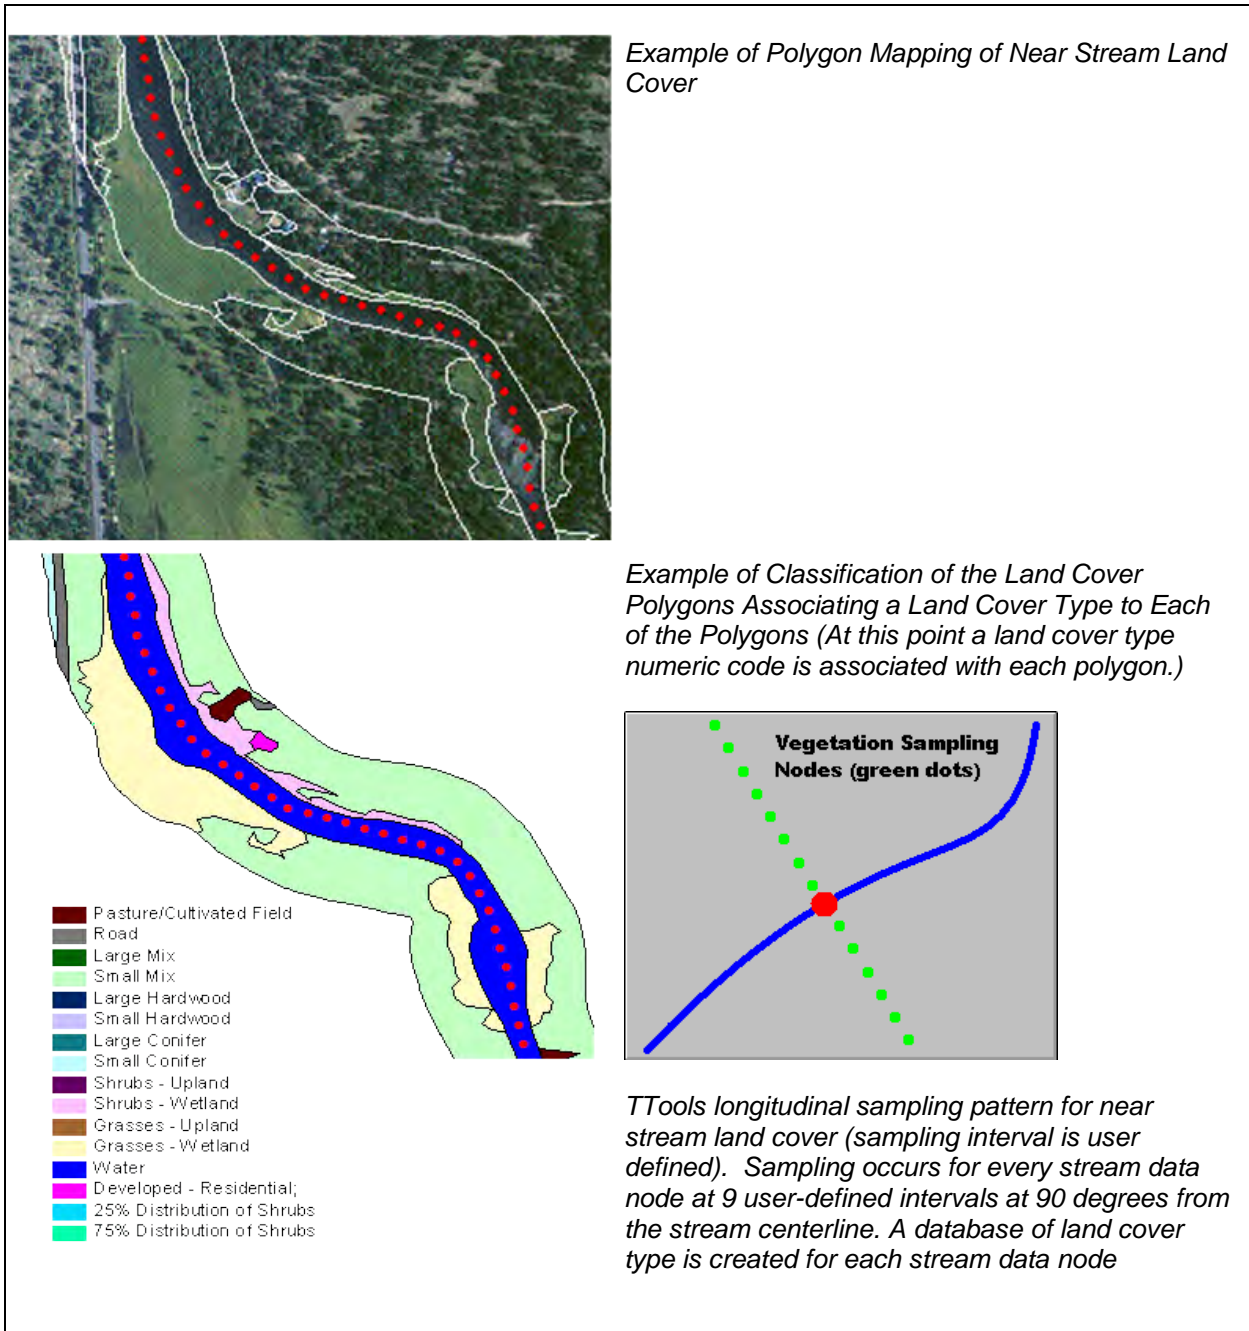 Example of Polygon Mapping of Near Stream Land
Cover
Example of Classification of the Land Cover
Polygons Associating a Land Cover Type to Each
of the Polygons (At this point a land cover type
numeric code is associated with each polygon.)
Vegetation Sampling
Nodes (green dots)
Pasture/Cultivated Field
Road
Large Mix
Small Mix
Large Hardwood
Small Hardwood
Large Conifer
Small Conifer
Shrubs - Upland
Shrubs - Wetland
Grasses - Upland
Grasses - Wetland
Water
Developed - Residential;
25% Distribution of Shrubs
75% Distribution of Shrubs
TTools longitudinal sampling pattern for near
stream land cover (sampling interval is user
defined).  Sampling occurs for every stream data
node at 9 user-defined intervals at 90 degrees from
the stream centerline. A database of land cover
type is created for each stream data node